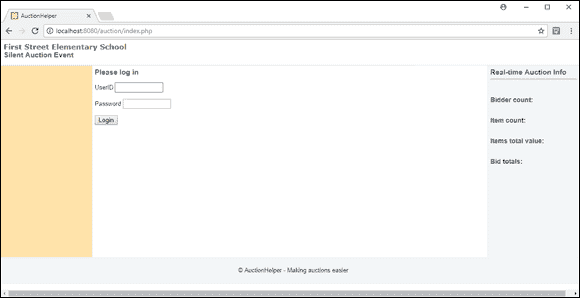 AuctionHelper
localhost:8080/auction/index.php
First Street Elementary School
Silent Auction Event
Please log in
UserID
Password
Login
Real-time Auction Info
Bidder count:
Item count:
Items total value:
Bid totals:
© AuctionHelper - Making auctions easier